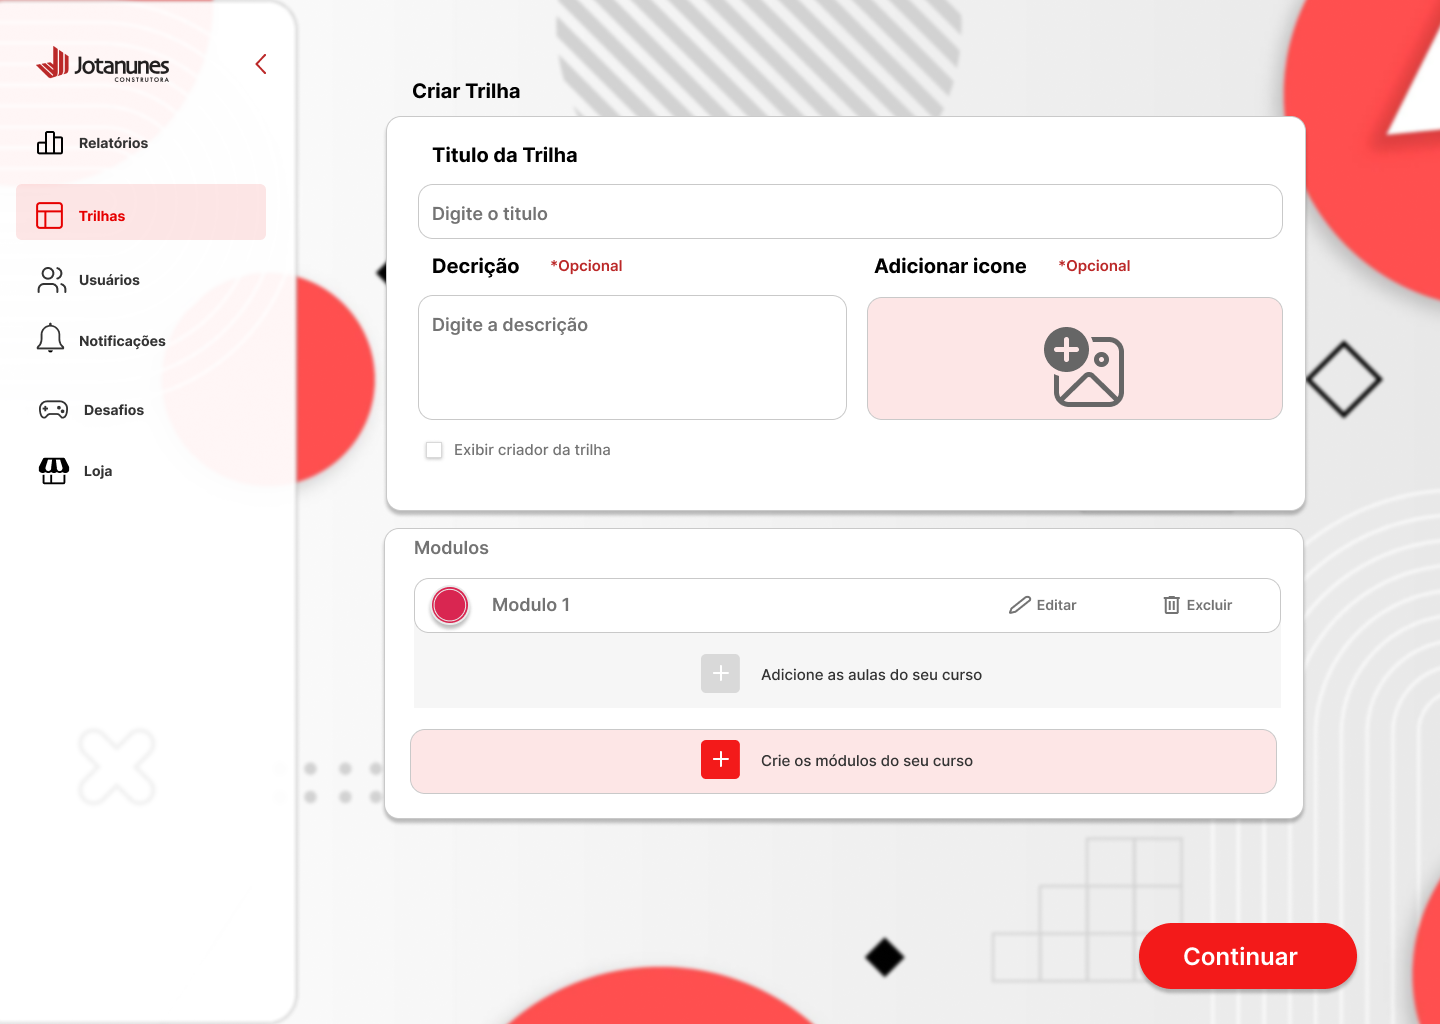 Jotanunes
CONSTRUTORA
Relatórios
Trilhas
Usuários
Notificações
Desafios
Loja
Criar Trilha
Titulo da Trilha
Digite o titulo
Decrição *Opcional
Adicionar icone *Opcional
Digite a descrição
Exibir criador da trilha
Modulos
Modulo 1 Editar Excluir
Adicione as aulas do seu curso
Crie os módulos do seu curso
Continuar